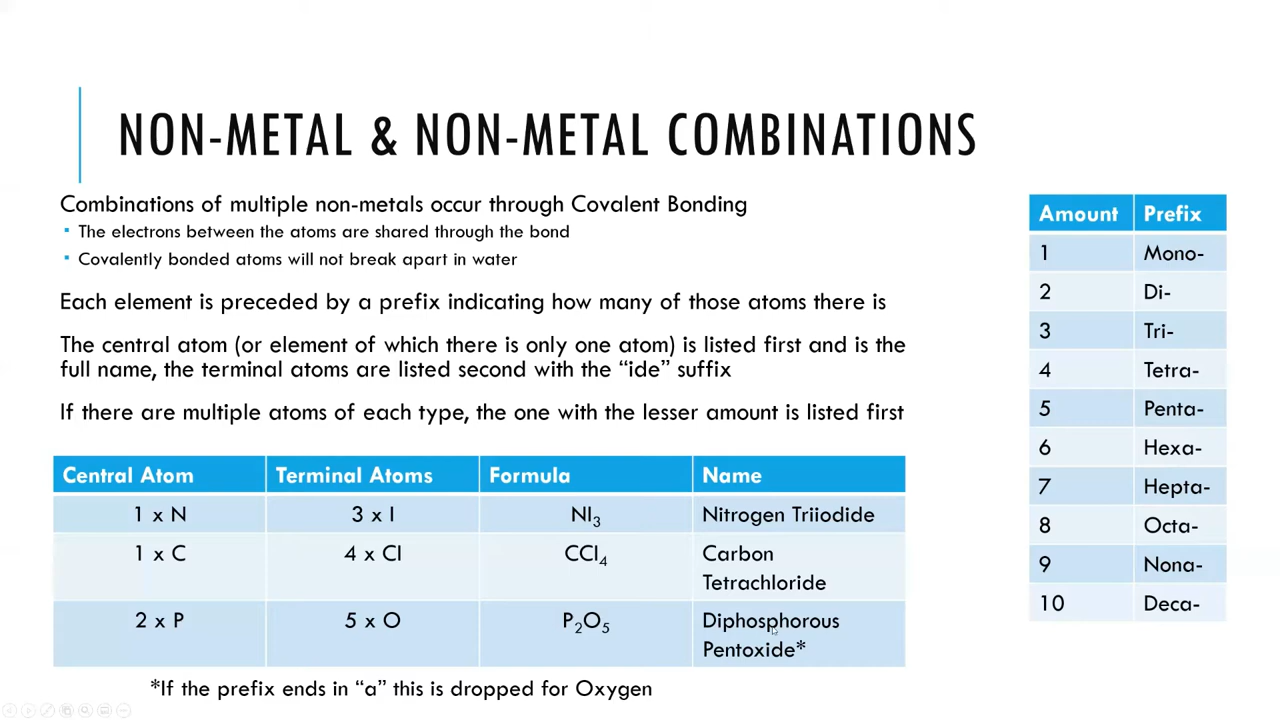 NON-METAL & NON-METAL COMBINATIONS
Combinations of multiple non-metals occur through Covalent Bonding
The electrons between the atoms are shared through the bond
Covalently bonded atoms will not break apart in water
Each element is preceded by a prefix indicating how many of those atoms there is
The central atom (or element of which there is only one atom) is listed first and is the
full name, the terminal atoms are listed second with the “ide” suffix
If there are multiple atoms of each type, the one with the lesser amount is listed first
Central Atom Terminal Atoms Formula Name
1 x N 3 x I NI₃ Nitrogen Triiodide
1 x C 4 x Cl CCl₄ Carbon
Tetrachloride
2 x P 5 x O P₂O₅ Diphosphorous
Pentoxide*
*If the prefix ends in “a” this is dropped for Oxygen
Amount Prefix
1 Mono-
2 Di-
3 Tri-
4 Tetra-
5 Penta-
6 Hexa-
7 Hepta-
8 Octa-
9 Nona-
10 Deca-